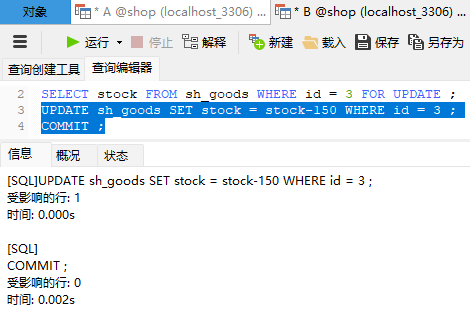 对象 * A @shop (localhost_3306) ... * B @shop (localhost_3306) ...
运行 停止 解释 新建 载入 保存 另存为
查询创建工具 查询编辑器
2 SELECT stock FROM sh_goods WHERE id = 3 FOR UPDATE ;
3 UPDATE sh_goods SET stock = stock-150 WHERE id = 3 ;
4 COMMIT ;
信息 概况 状态
[SQL]UPDATE sh_goods SET stock = stock-150 WHERE id = 3 ;
受影响的行: 1
时间: 0.000s
[SQL]
COMMIT ;
受影响的行: 0
时间: 0.002s